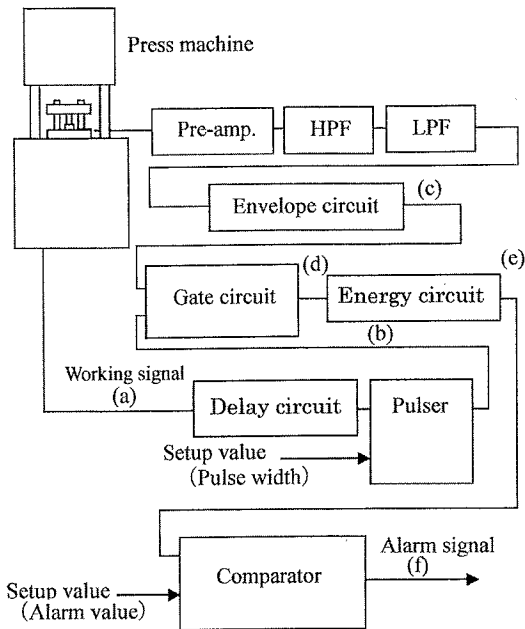 Press machine
Pre-amp.
HPF
LPF
Envelope circuit
(c)
Gate circuit
(d)
Energy circuit
(e)
(b)
Working signal
(a)
Delay circuit
Pulser
Setup value
(Pulse width)
Comparator
Alarm signal
(f)
Setup value
(Alarm value)